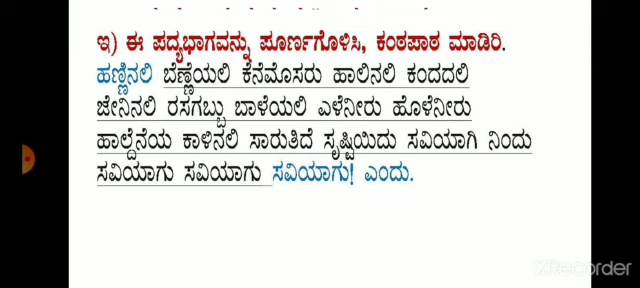 ಇ) ಈ ಪದ್ಯಭಾಗವನ್ನು ಪೂರ್ಣಗೊಳಿಸಿ, ಕಂಠಪಾಠ ಮಾಡಿರಿ.
ಹಣ್ಣಿನಲಿ ಬೆಣ್ಣೆಯಲಿ ಕೆನೆಮೊಸರು ಹಾಲಿನಲಿ ಕಂದದಲಿ
ಜೇನಿನಲಿ ರಸಗಬ್ಬು ಬಾಳೆಯಲಿ ಎಳೆನೀರು ಹೊಳೆನೀರು
ಹಾಲ್ದೆನೆಯ ಕಾಳಿನಲಿ ಸಾರುತಿದೆ ಸೃಷ್ಟಿಯಿದು ಸವಿಯಾಗಿ ನಿಂದು
ಸವಿಯಾಗು ಸವಿಯಾಗು ಸವಿಯಾಗು! ಎಂದು.
XRecorder